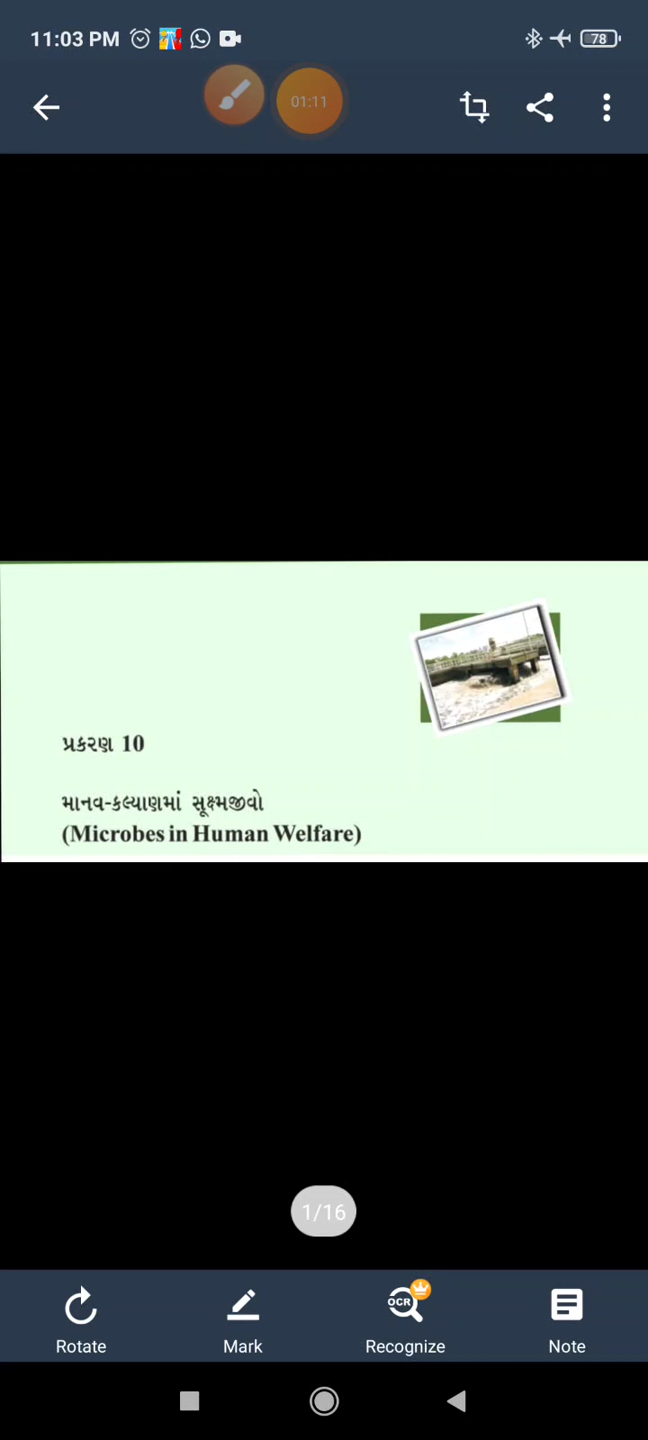 11:03 PM
78
01:11
પ્રકરણ 10
માનવ-કલ્યાણમાં સૂક્ષ્મજીવો
(Microbes in Human Welfare)
1/16
OCR
Rotate Mark Recognize Note